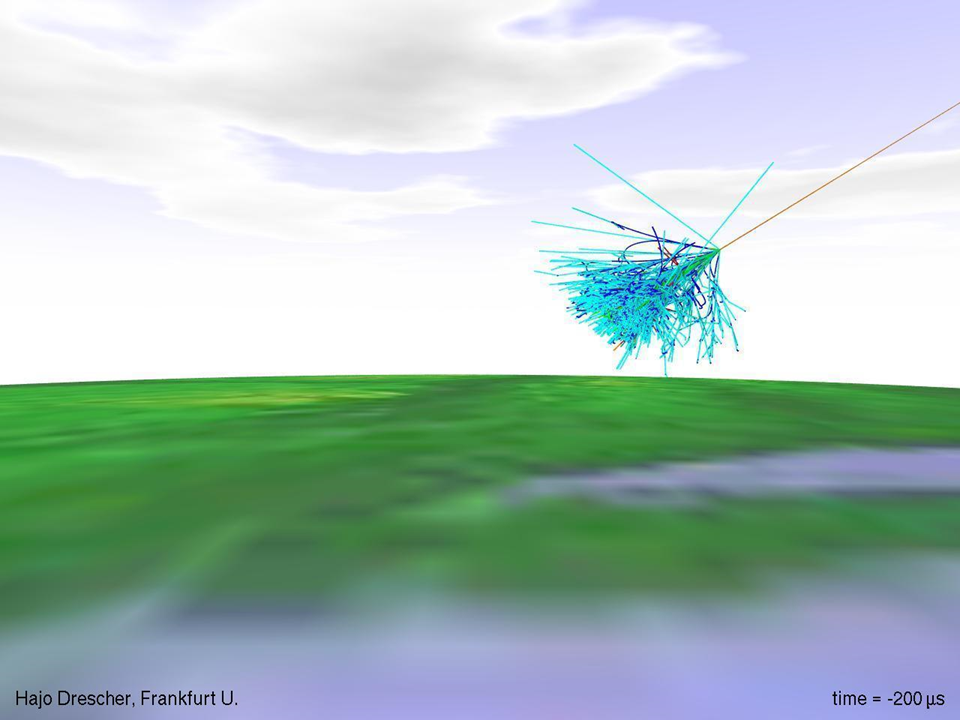 Hajo Drescher, Frankfurt U.
time = -200 µs